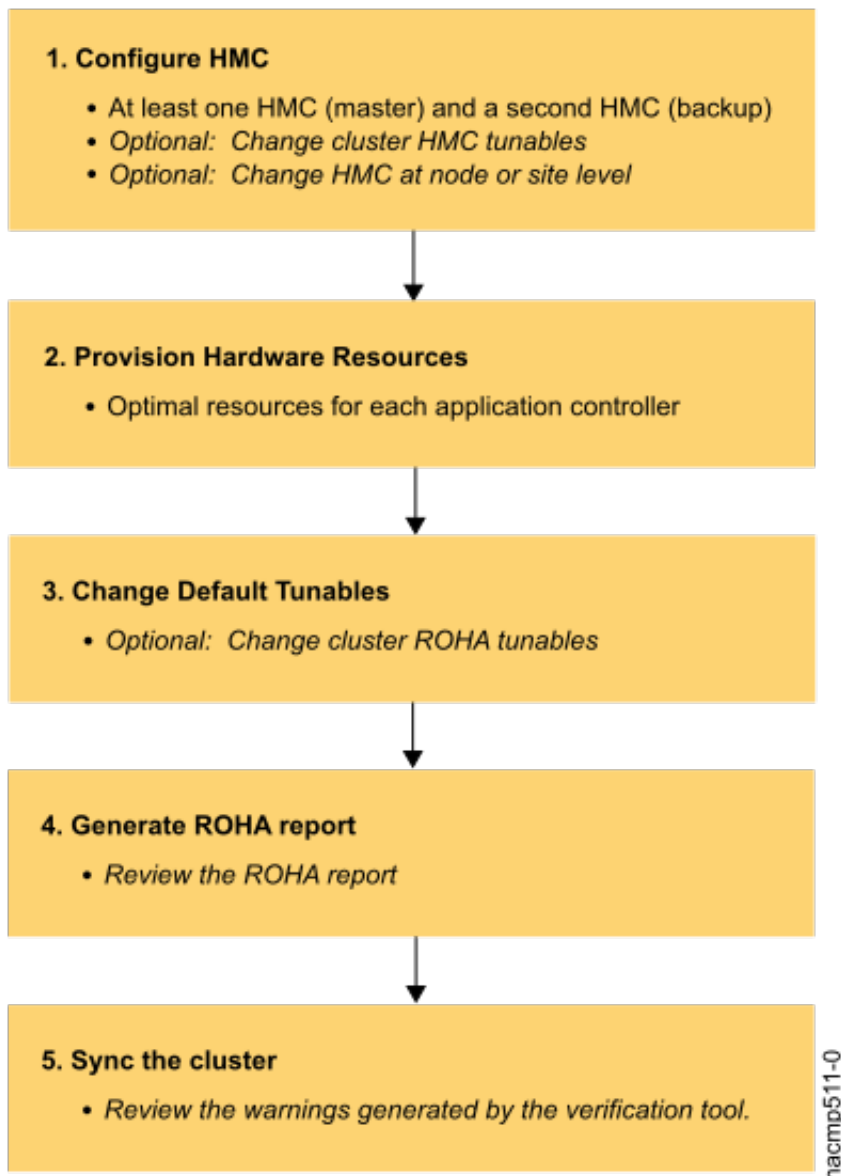 1. Configure HMC
• At least one HMC (master) and a second HMC (backup)
• Optional: Change cluster HMC tunables
• Optional: Change HMC at node or site level
2. Provision Hardware Resources
• Optimal resources for each application controller
3. Change Default Tunables
• Optional: Change cluster ROHA tunables
4. Generate ROHA report
• Review the ROHA report
5. Sync the cluster
• Review the warnings generated by the verification tool.
hacmp511-0